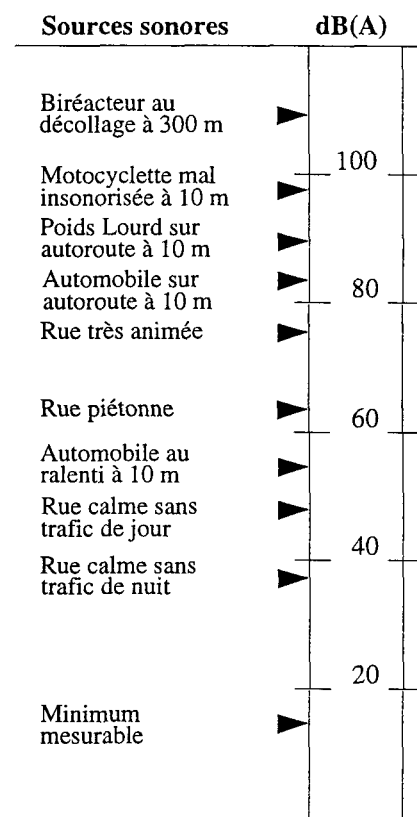 Sources sonores dB(A)
Biréacteur au
décollage à 300 m
100
Motocyclette mal
insonorisée à 10 m
Poids Lourd sur
autoroute à 10 m
Automobile sur
autoroute à 10 m
80
Rue très animée
Rue piétonne
60
Automobile au
ralenti à 10 m
Rue calme sans
trafic de jour
40
Rue calme sans
trafic de nuit
20
Minimum
mesurable